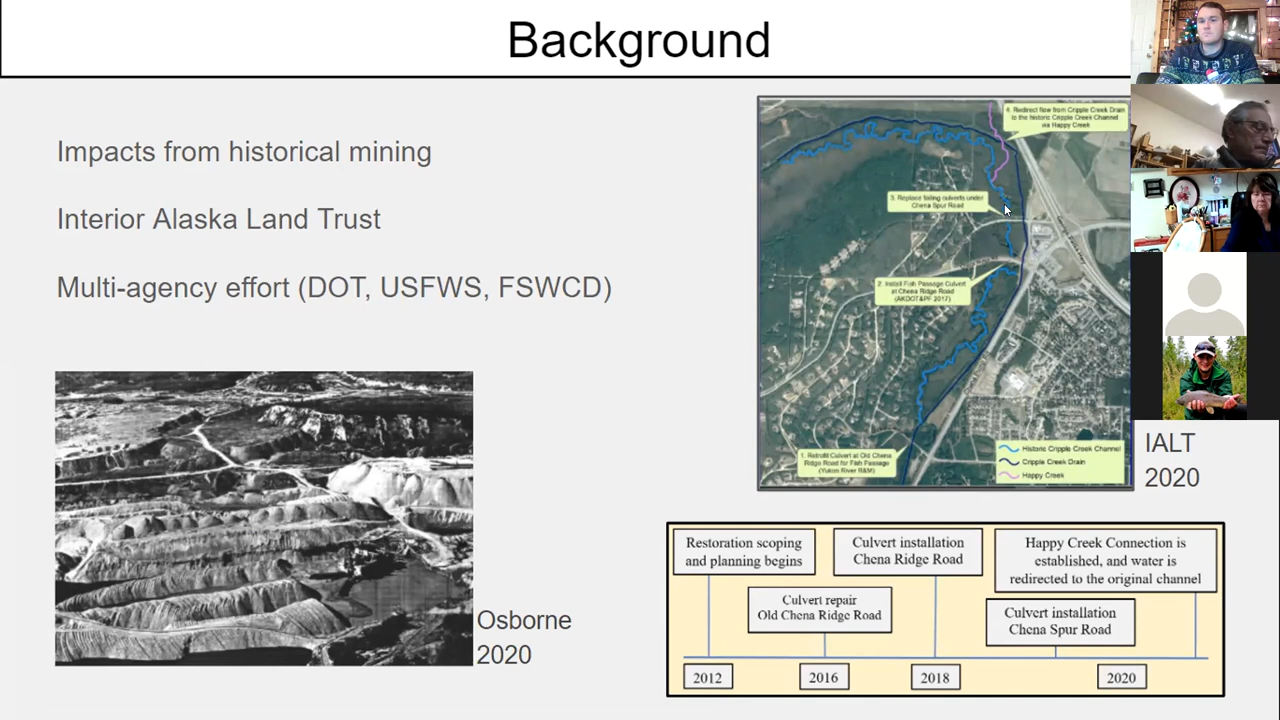 Background
Impacts from historical mining
Interior Alaska Land Trust
Multi-agency effort (DOT, USFWS, FSWCD)
4. Redirect flow from Cripple Creek Drain
to the historic Cripple Creek Channel
via Happy Creek
3. Replace failing culverts under
Chena Spur Road
2. Install Fish Passage Culvert
at Chena Ridge Road
(AKDOT&PF 2017)
1. Retrofit Culvert at Old Chena
Ridge Road for Fish Passage
(Yukon River R&M)
Historic Cripple Creek Channel
Cripple Creek Drain
Happy Creek
IALT
2020
Osborne
2020
Restoration scoping
and planning begins
Culvert repair
Old Chena Ridge Road
Culvert installation
Chena Ridge Road
Happy Creek Connection is
established, and water is
redirected to the original channel
Culvert installation
Chena Spur Road
2012
2016
2018
2020